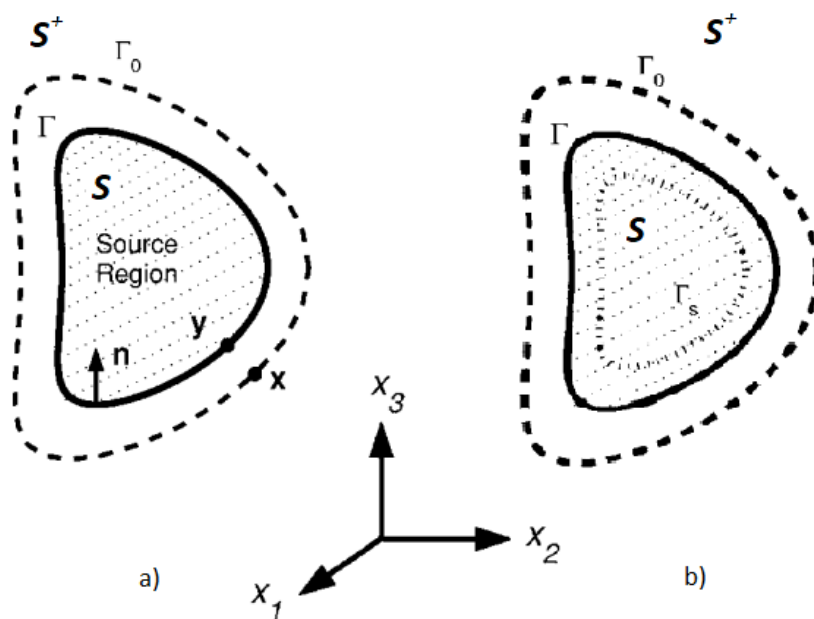 S⁺
Γ₀
Γ
S
Source
Region
y
n
x
a)
S⁺
Γ₀
Γ
S
Γₛ
b)
x₃
x₂
x₁